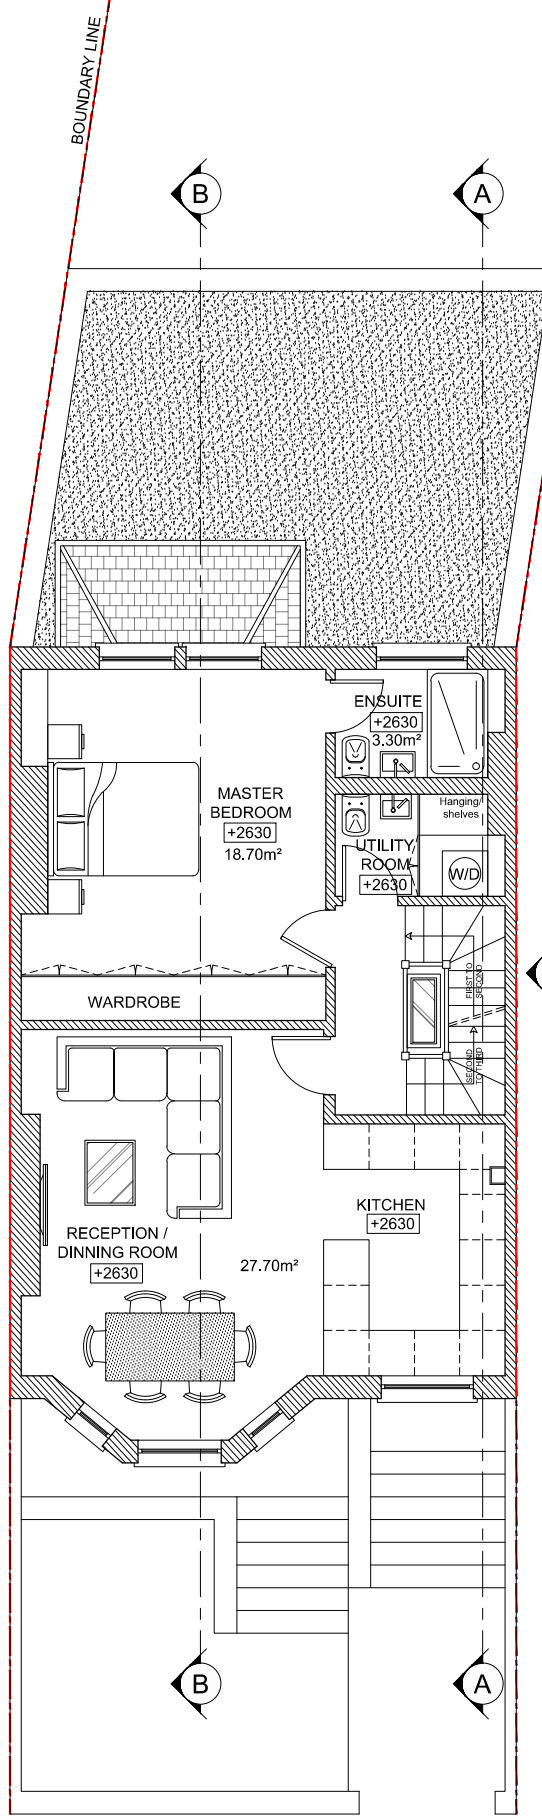 BOUNDARY LINE
B
A
ENSUITE
+2630
3.30m²
MASTER
BEDROOM
+2630
18.70m²
Hanging/
shelves
UTILITY
ROOM
+2630
W/D
FIRST TO
SECOND
SECOND
TO THIRD
WARDROBE
KITCHEN
+2630
RECEPTION /
DINNING ROOM
+2630
27.70m²
B
A